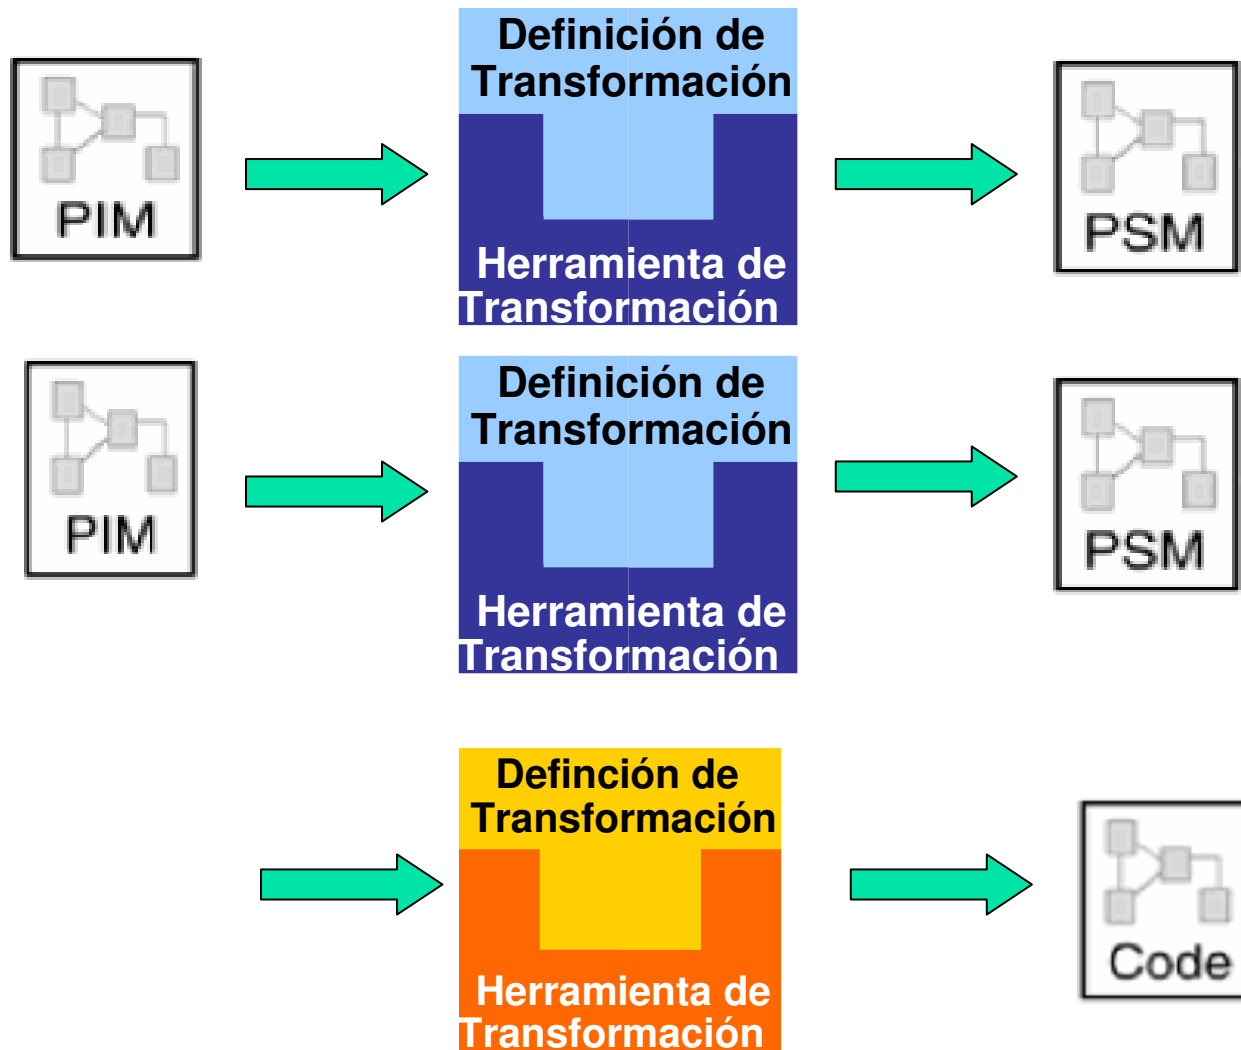 Definición de
Transformación
PIM
PSM
Herramienta de
Transformación
Definición de
Transformación
PIM
PSM
Herramienta de
Transformación
Definción de
Transformación
Code
Herramienta de
Transformación